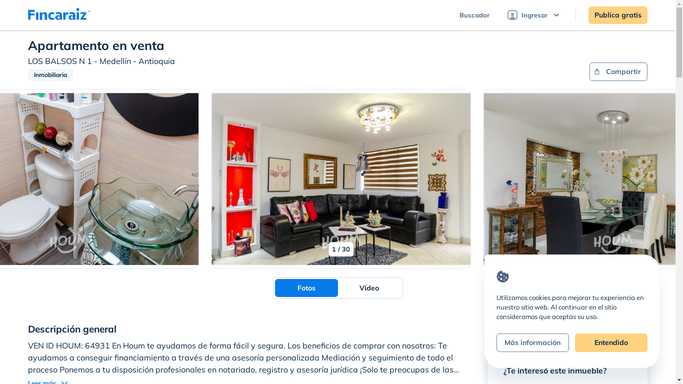 Fincaraiz
Buscador
Ingresar
Publica gratis
Apartamento en venta
LOS BALSOS N 1 - Medellín - Antioquia
Inmobiliaria
Compartir
HOUM
HOUM
HOUM
1 / 30
Fotos
Video
Descripción general
VEN ID HOUM: 64931 En Houm te ayudamos de forma fácil y segura. Los beneficios de comprar con nosotros: Te
ayudamos a conseguir financiamiento a través de una asesoría personalizada Mediación y seguimiento de todo el
proceso Ponemos a tu disposición profesionales en notariado, registro y asesoría jurídica ¡Solo te preocupas de las...
Leer más
Utilizamos cookies para mejorar tu experiencia en
nuestro sitio web. Al continuar en el sitio
consideramos que aceptas su uso.
Más información
Entendido
¿Te interesó este inmueble?